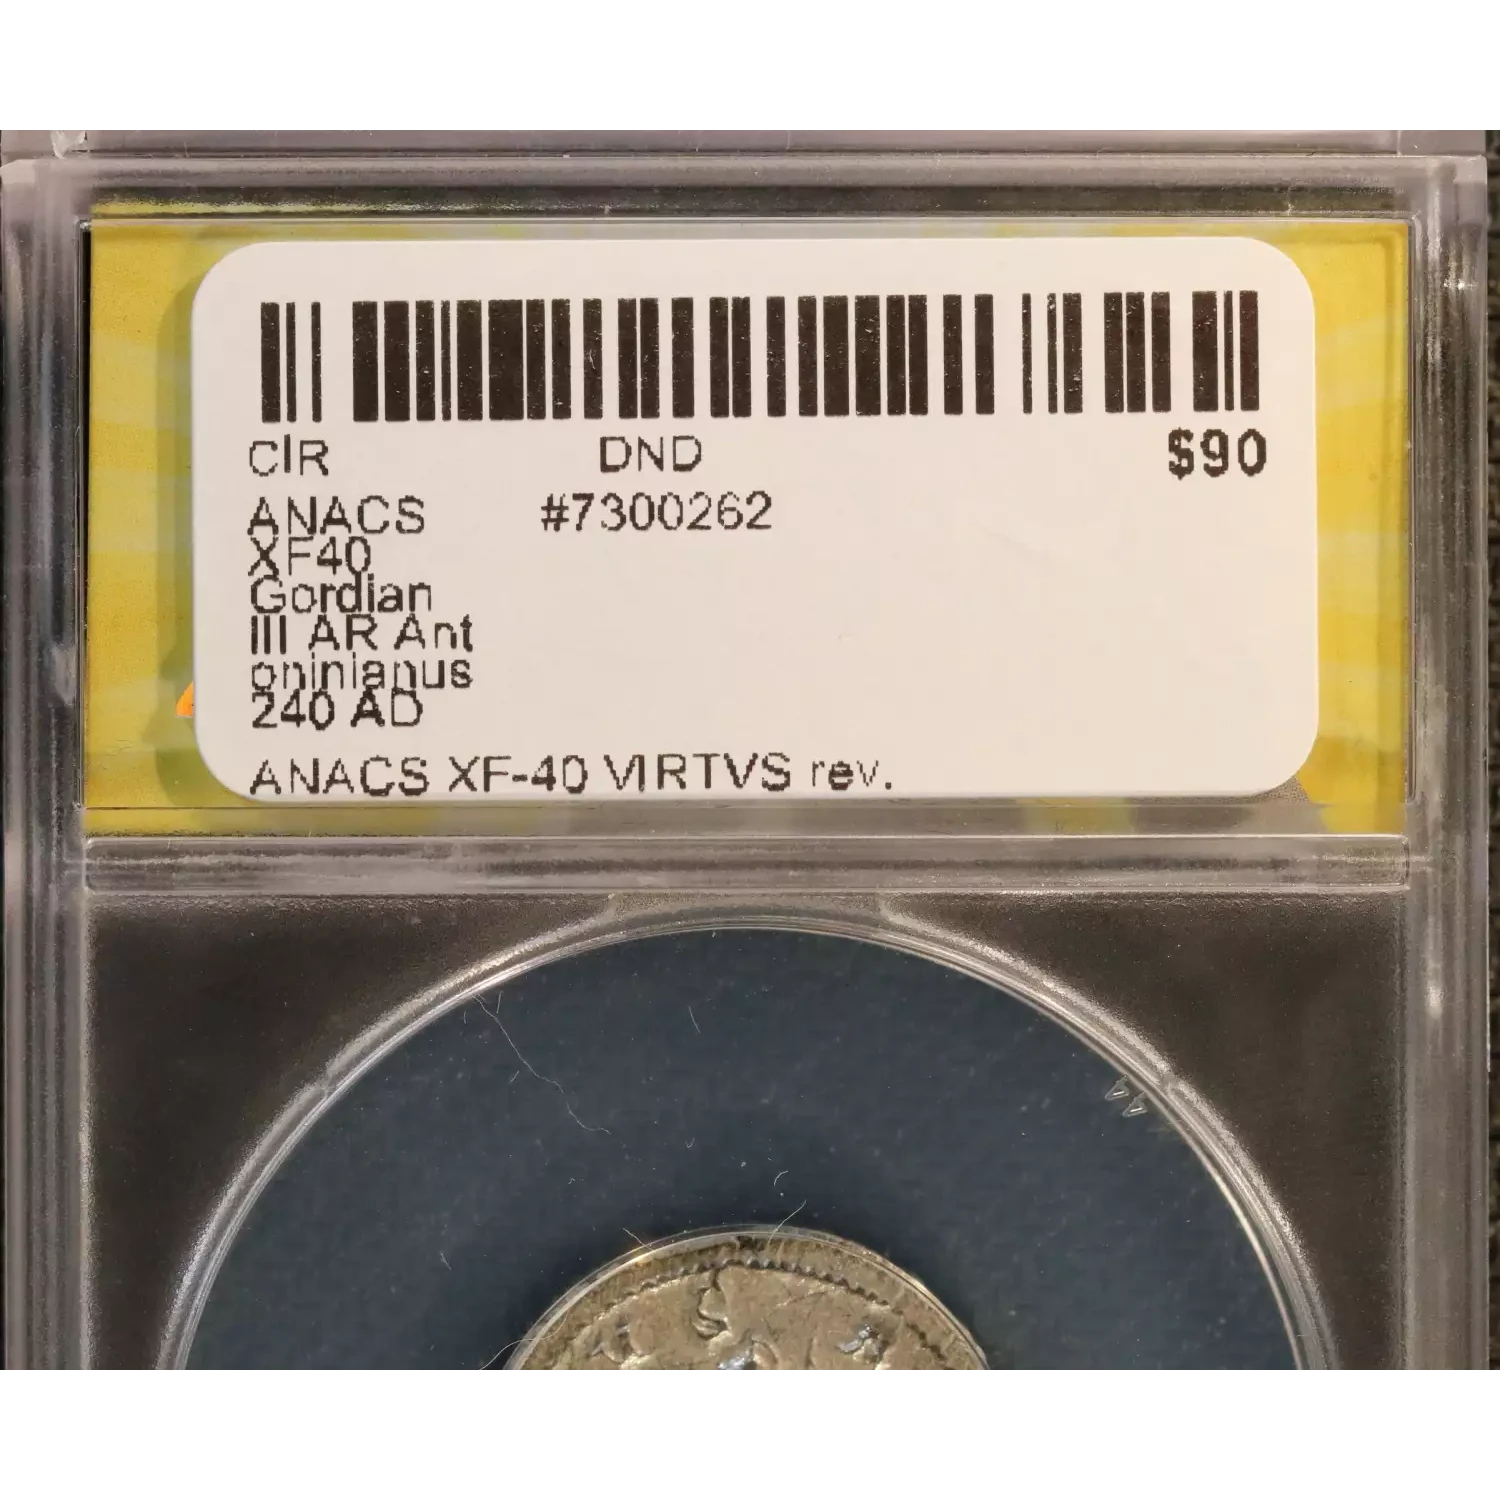 CIR DND $90
ANACS #7300262
XF40
Gordian
III AR Ant
oninianus
240 AD
ANACS XF-40 VIRTVS rev.